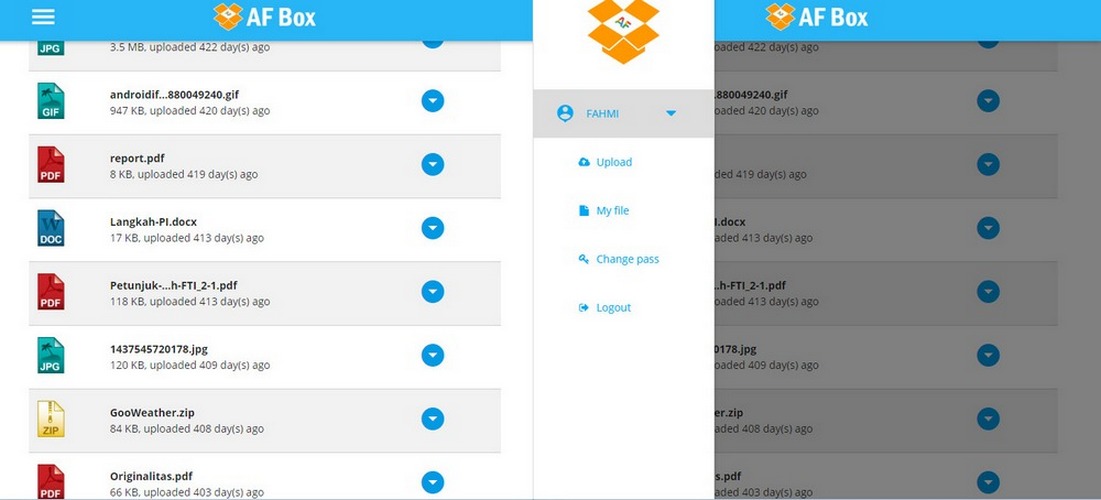 AF Box
JPG
3.5 MB, uploaded 422 day(s) ago
GIF
androidif...880049240.gif
947 KB, uploaded 420 day(s) ago
PDF
report.pdf
8 KB, uploaded 419 day(s) ago
DOC
Langkah-PI.docx
17 KB, uploaded 413 day(s) ago
PDF
Petunjuk-...h-FTI_2-1.pdf
118 KB, uploaded 413 day(s) ago
JPG
1437545720178.jpg
120 KB, uploaded 409 day(s) ago
ZIP
GooWeather.zip
84 KB, uploaded 408 day(s) ago
PDF
Originalitas.pdf
66 KB, uploaded 403 day(s) ago
AF
FAHMI
Upload
My file
Change pass
Logout
AF Box
oaded 422 day(s) ago
.880049240.gif
aded 420 day(s) ago
ded 419 day(s) ago
I.docx
aded 413 day(s) ago
..h-FTI_2-1.pdf
oaded 413 day(s) ago
0178.jpg
oaded 409 day(s) ago
er.zip
aded 408 day(s) ago
s.pdf
aded 403 day(s) ago